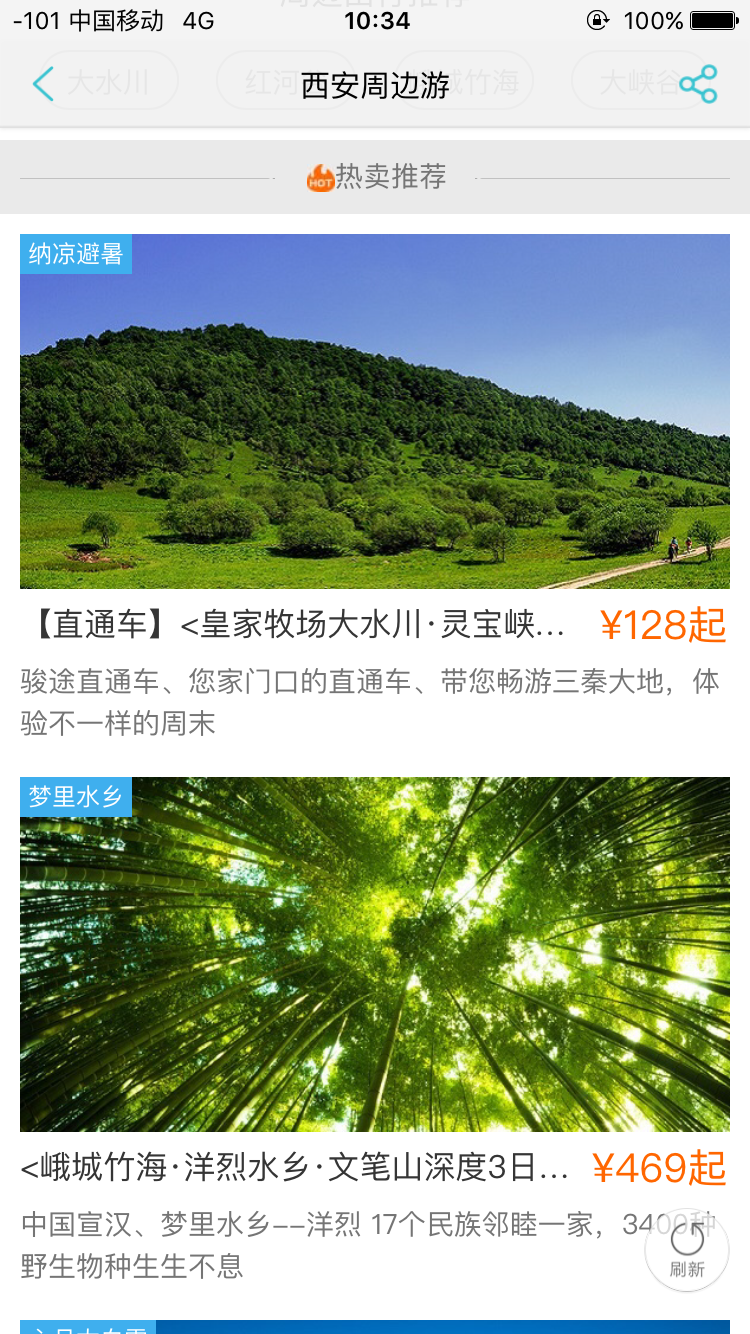 -101 中国移动 4G 10:34 100%
大水川 红河 城竹海 大峡谷
西安周边游
HOT 热卖推荐
纳凉避暑
【直通车】<皇家牧场大水川·灵宝峡... ¥128起
骏途直通车、您家门口的直通车、带您畅游三秦大地，体
验不一样的周末
梦里水乡
<峨城竹海·洋烈水乡·文笔山深度3日... ¥469起
中国宣汉、梦里水乡--洋烈 17个民族邻睦一家，3400种
野生物种生生不息
刷新